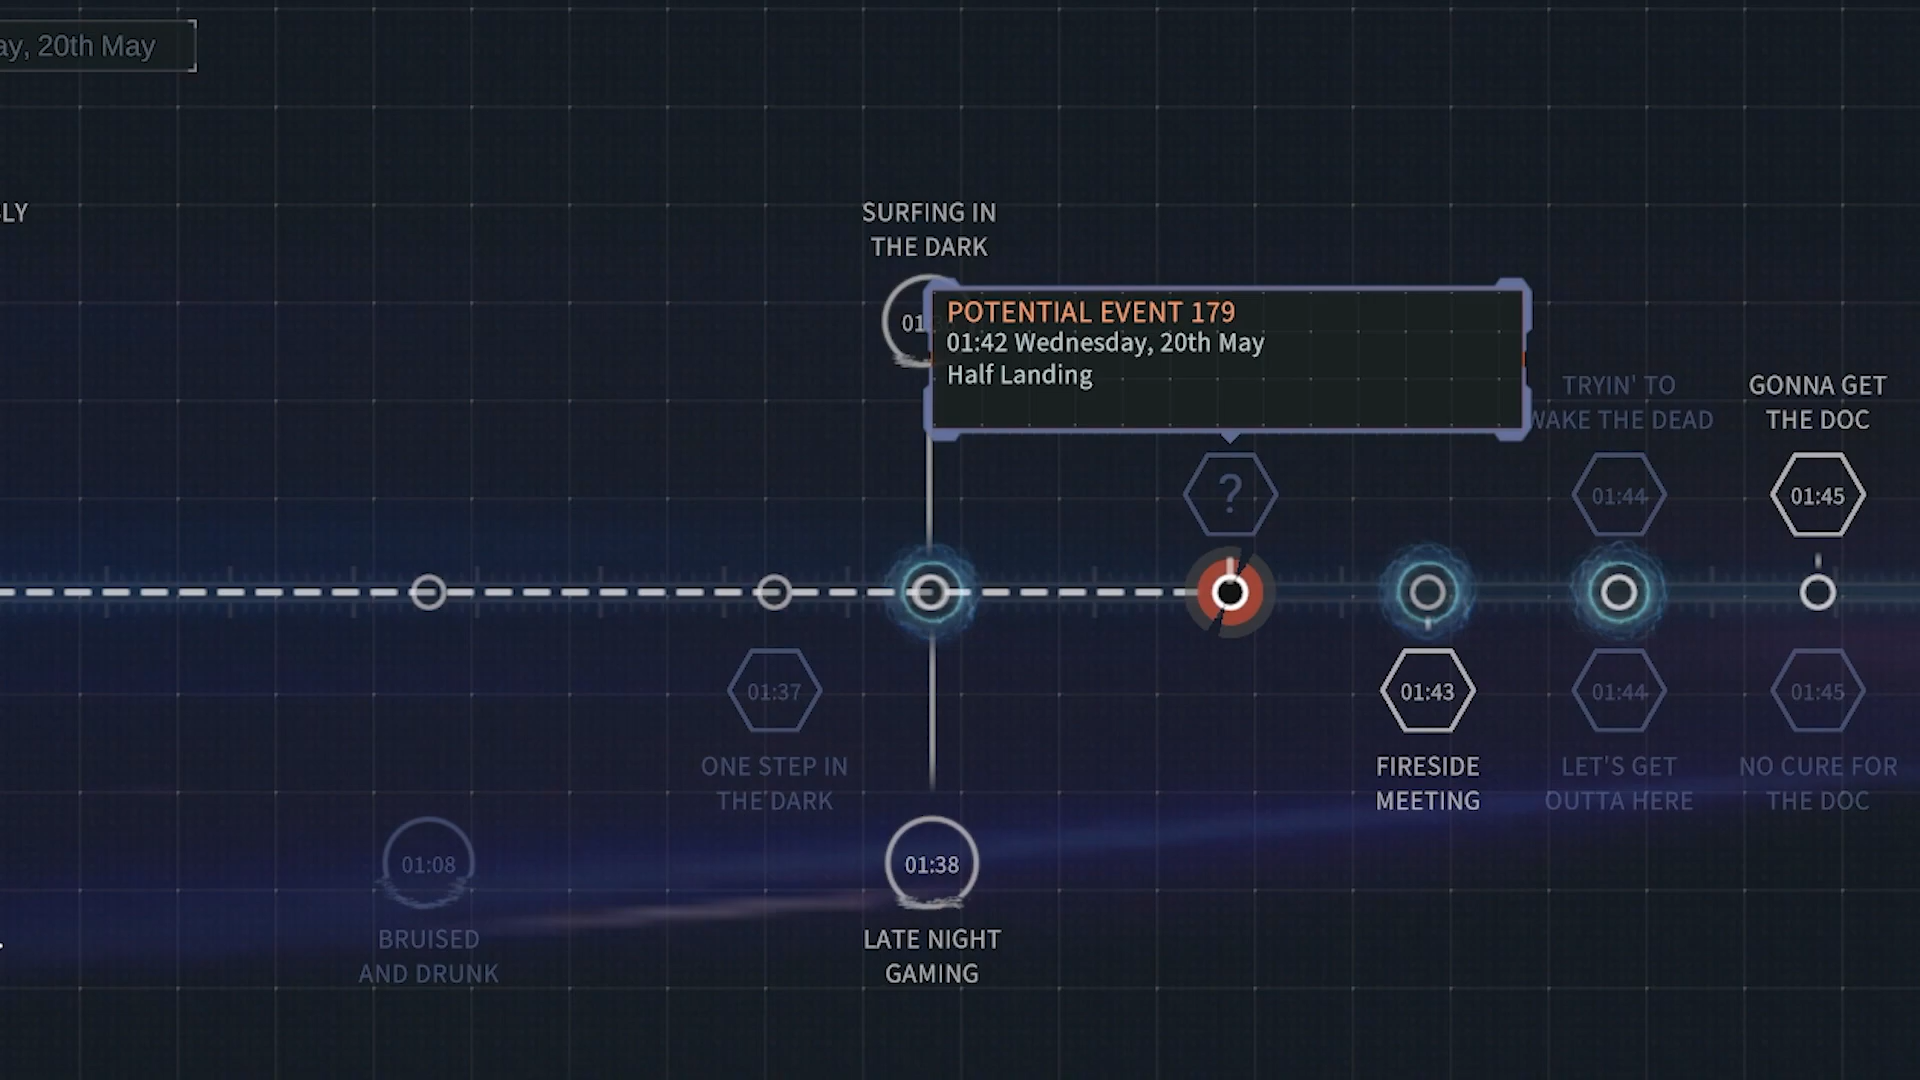 ay, 20th May
LY
SURFING IN
THE DARK
01
POTENTIAL EVENT 179
01:42 Wednesday, 20th May
Half Landing
?
TRYIN' TO
WAKE THE DEAD
01:44
GONNA GET
THE DOC
01:45
01:37
ONE STEP IN
THE DARK
01:43
FIRESIDE
MEETING
01:44
LET'S GET
OUTTA HERE
01:45
NO CURE FOR
THE DOC
01:08
BRUISED
AND DRUNK
01:38
LATE NIGHT
GAMING